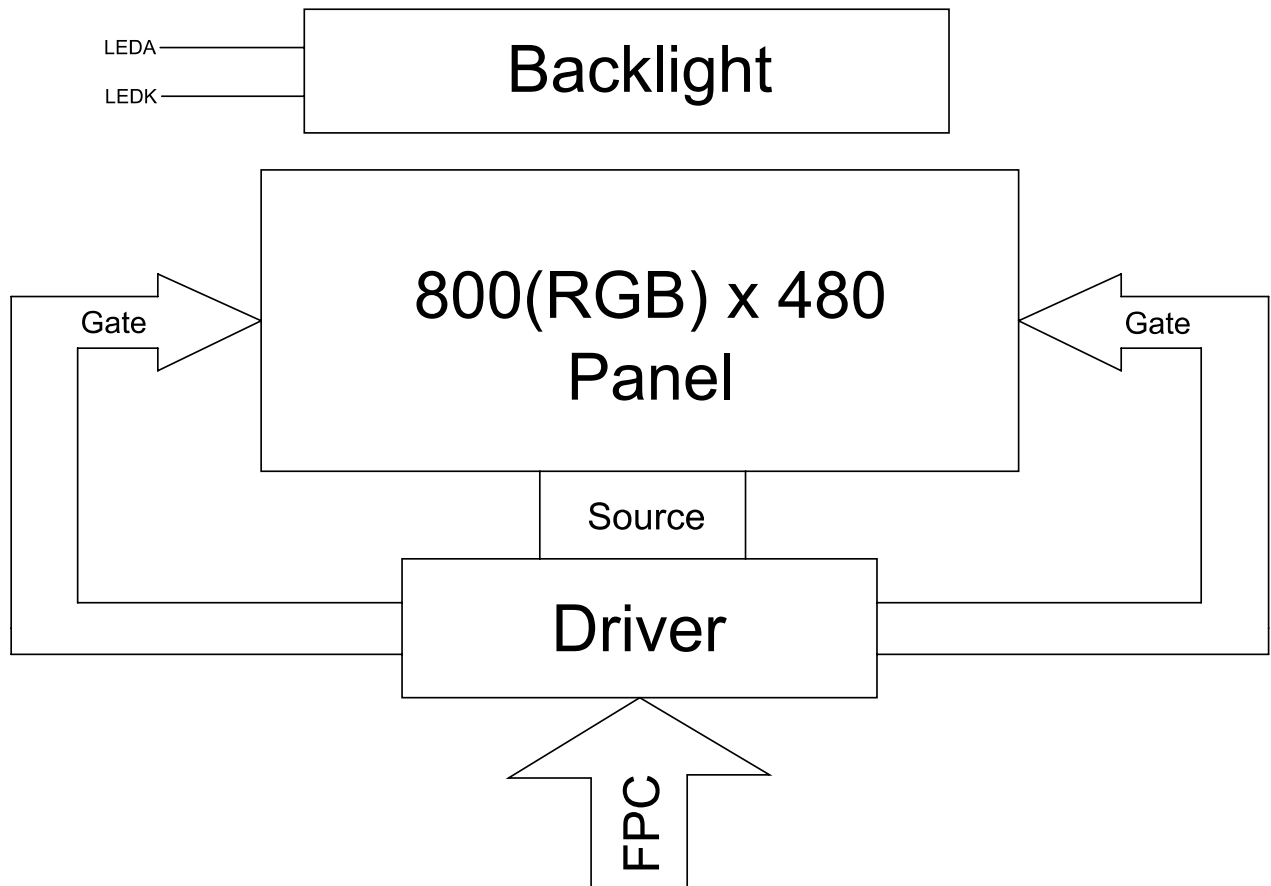 LEDA
LEDK
Backlight
800(RGB) x 480
Panel
Gate
Gate
Source
Driver
FPC